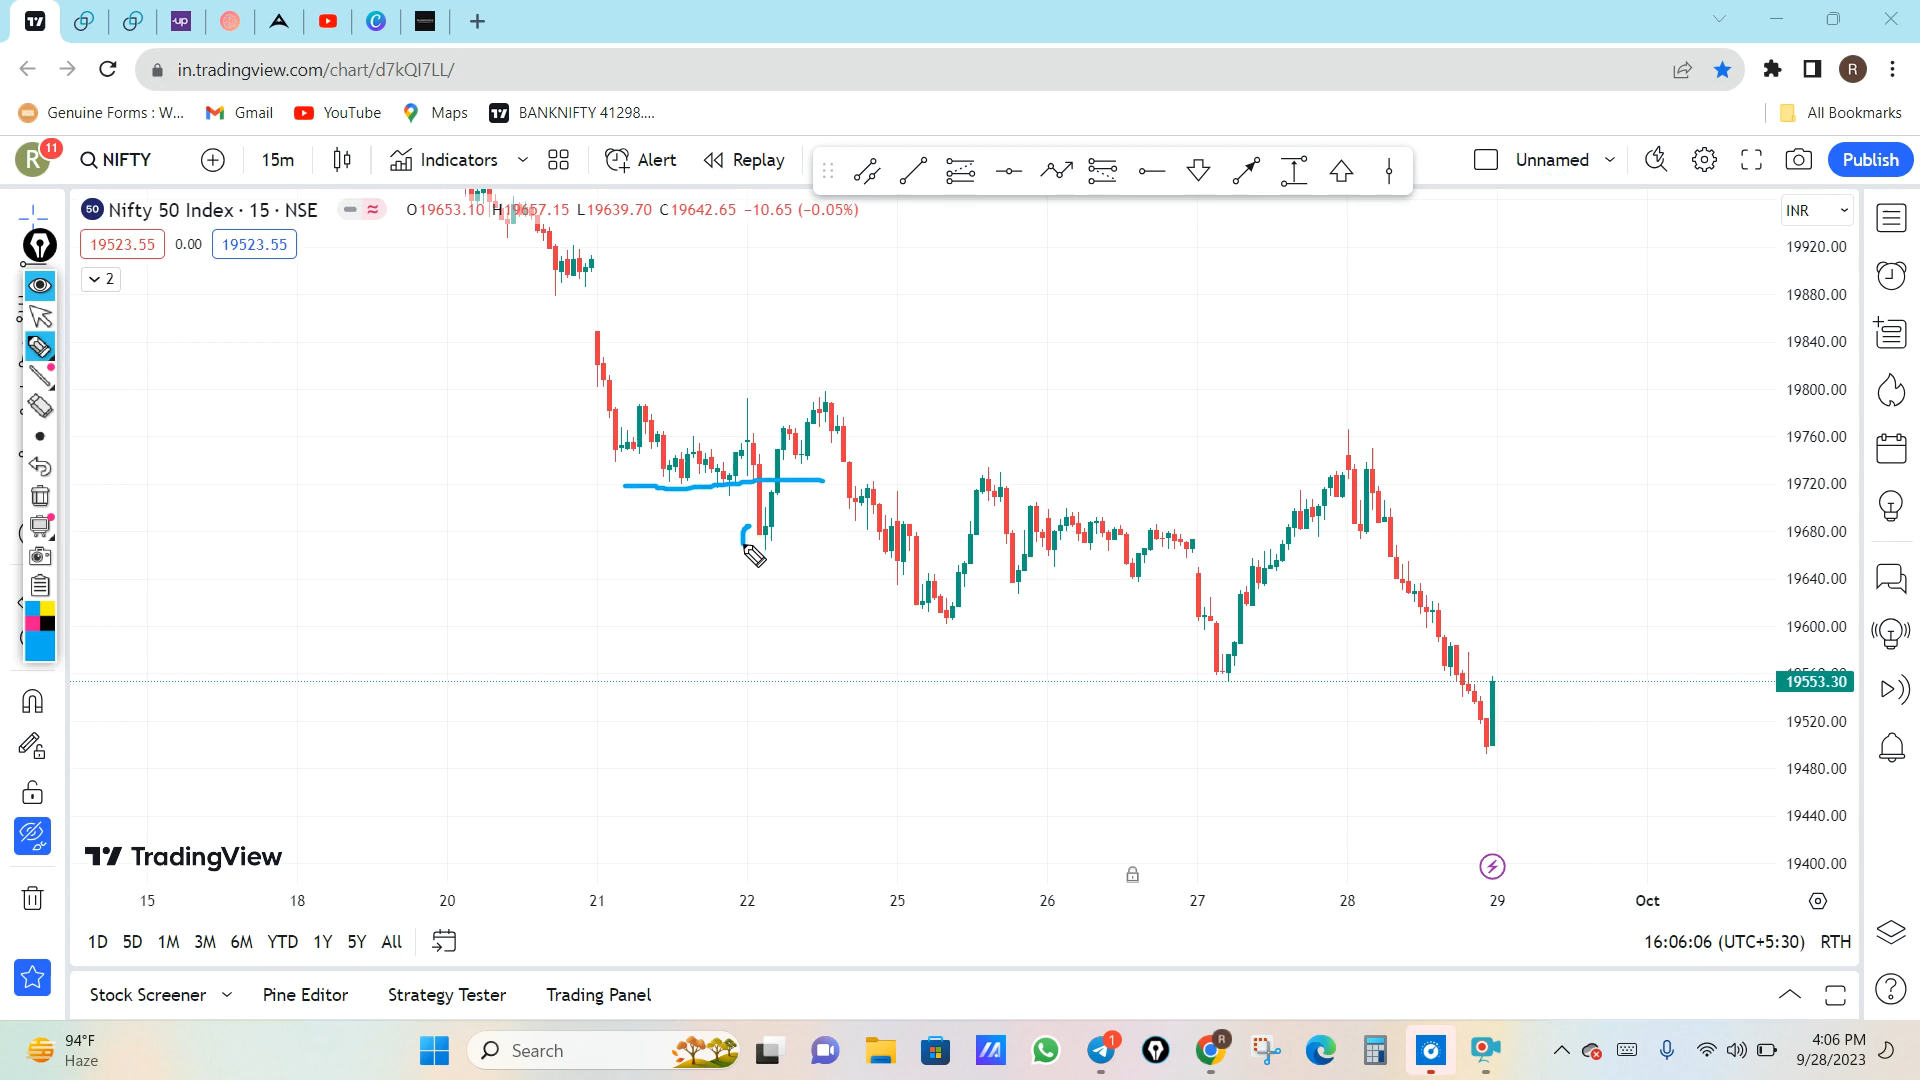 in.tradingview.com/chart/d7kQI7LL/
R
Genuine Forms : W...
Gmail
YouTube
Maps
BANKNIFTY 41298....
All Bookmarks
R
11
NIFTY
15m
Indicators
Alert
Replay
Unnamed
Publish
50
Nifty 50 Index · 15 · NSE
O19653.10 H19657.15 L19639.70 C19642.65 −10.65 (−0.05%)
INR
19523.55
0.00
19523.55
2
19920.00
19880.00
19840.00
19800.00
19760.00
19720.00
19680.00
19640.00
19600.00
19553.30
19520.00
19480.00
19440.00
19400.00
TradingView
15
18
20
21
22
25
26
27
28
29
Oct
1D
5D
1M
3M
6M
YTD
1Y
5Y
All
16:06:06 (UTC+5:30)
RTH
Stock Screener
Pine Editor
Strategy Tester
Trading Panel
94°F
Haze
Search
1
R
4:06 PM
9/28/2023